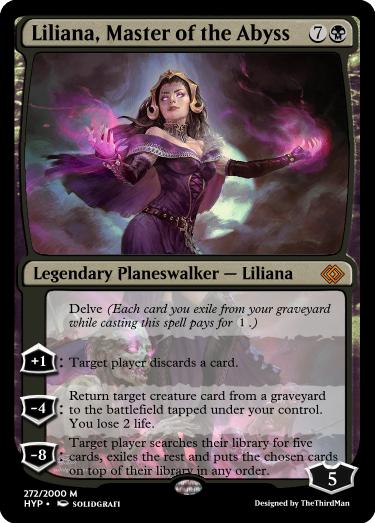 Liliana, Master of the Abyss 7
Legendary Planeswalker — Liliana
Delve (Each card you exile from your graveyard
while casting this spell pays for 1 .)
+1: Target player discards a card.
-4: Return target creature card from a graveyard
to the battlefield tapped under your control.
You lose 2 life.
-8: Target player searches their library for five
cards, exiles the rest and puts the chosen cards
on top of their library in any order.
5
272/2000 M
HYP • SOLIDGRAFI
Designed by TheThirdMan